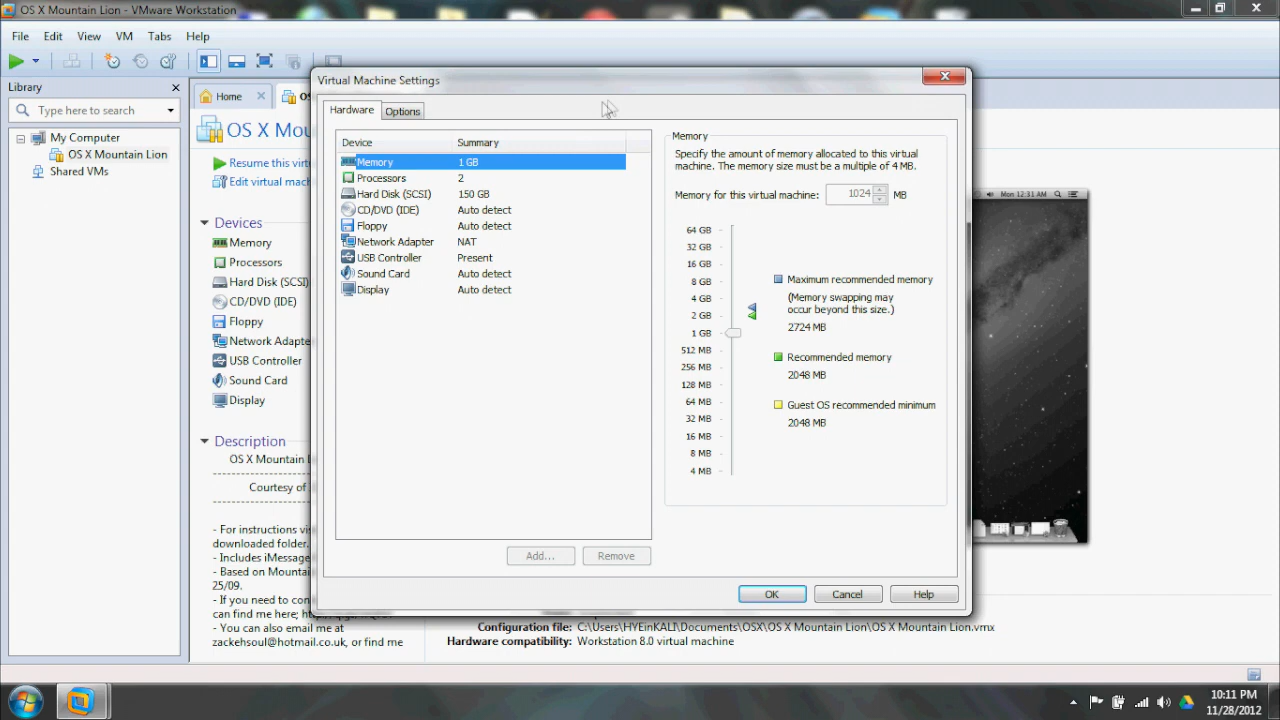 OS X Mountain Lion - VMware Workstation
File Edit View VM Tabs Help
Library
Type here to search
My Computer
OS X Mountain Lion
Shared VMs
Home
OS X Mou
Resume this virt
Edit virtual mach
Devices
Memory
Processors
Hard Disk (SCSI)
CD/DVD (IDE)
Floppy
Network Adapte
USB Controller
Sound Card
Display
Description
OS X Mountain L
Courtesy of
- For instructions vis
downloaded folder.
- Includes iMessage
- Based on Mountai
25/09.
- If you need to con
can find me here;
- You can also email me at
zackehsoul@hotmail.co.uk, or find me
Virtual Machine Settings
Hardware Options
Device Summary
Memory 1 GB
Processors 2
Hard Disk (SCSI) 150 GB
CD/DVD (IDE) Auto detect
Floppy Auto detect
Network Adapter NAT
USB Controller Present
Sound Card Auto detect
Display Auto detect
Add... Remove
Memory
Specify the amount of memory allocated to this virtual
machine. The memory size must be a multiple of 4 MB.
Memory for this virtual machine: 1024 MB
64 GB
32 GB
16 GB
8 GB
4 GB
2 GB
1 GB
512 MB
256 MB
128 MB
64 MB
32 MB
16 MB
8 MB
4 MB
Maximum recommended memory
(Memory swapping may
occur beyond this size.)
2724 MB
Recommended memory
2048 MB
Guest OS recommended minimum
2048 MB
OK Cancel Help
Mon 12:31 AM
Configuration file: C:\Users\HYEinKALI\Documents\OSX\OS X Mountain Lion\OS X Mountain Lion.vmx
Hardware compatibility: Workstation 8.0 virtual machine
10:11 PM
11/28/2012